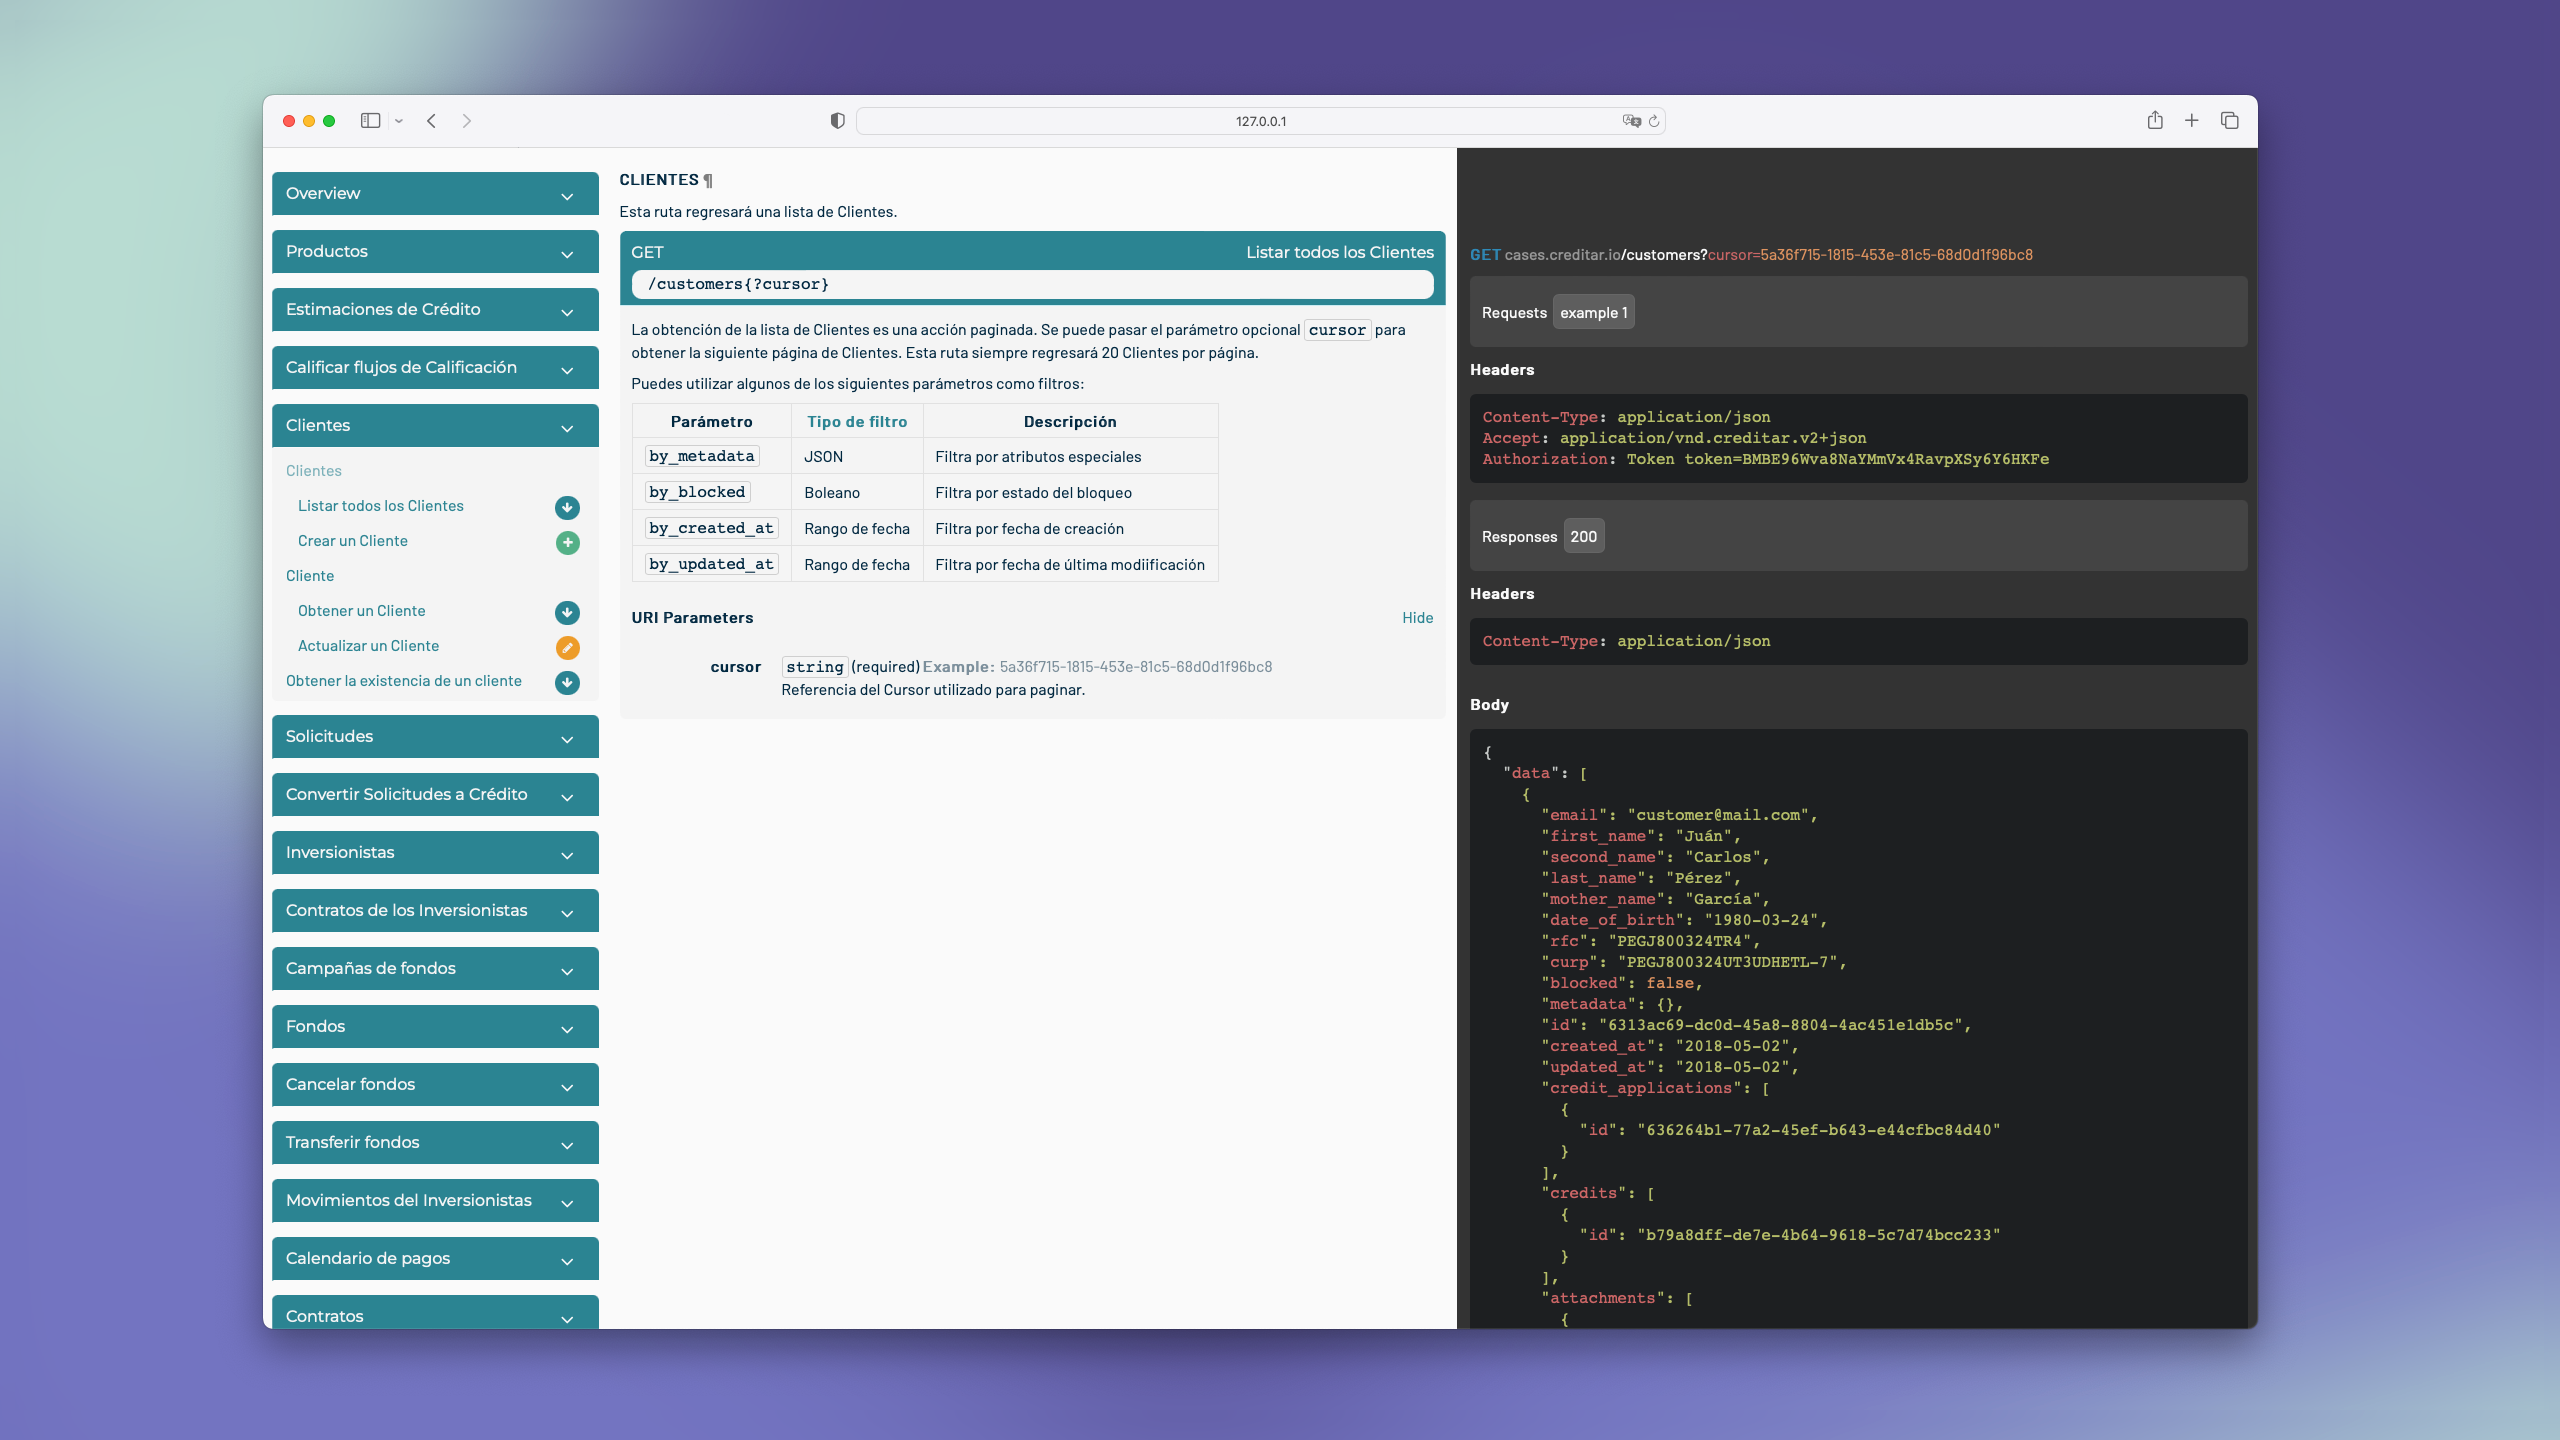 127.0.0.1
Overview
Productos
Estimaciones de Crédito
Calificar flujos de Calificación
Clientes
Clientes
Listar todos los Clientes
Crear un Cliente
Cliente
Obtener un Cliente
Actualizar un Cliente
Obtener la existencia de un cliente
Solicitudes
Convertir Solicitudes a Crédito
Inversionistas
Contratos de los Inversionistas
Campañas de fondos
Fondos
Cancelar fondos
Transferir fondos
Movimientos del Inversionistas
Calendario de pagos
Contratos
CLIENTES ¶
Esta ruta regresará una lista de Clientes.
GET Listar todos los Clientes
/customers{?cursor}
La obtención de la lista de Clientes es una acción paginada. Se puede pasar el parámetro opcional cursor para
obtener la siguiente página de Clientes. Esta ruta siempre regresará 20 Clientes por página.
Puedes utilizar algunos de los siguientes parámetros como filtros:
Parámetro Tipo de filtro Descripción
by_metadata JSON Filtra por atributos especiales
by_blocked Boleano Filtra por estado del bloqueo
by_created_at Rango de fecha Filtra por fecha de creación
by_updated_at Rango de fecha Filtra por fecha de última modiificación
URI Parameters Hide
cursor string (required) Example: 5a36f715-1815-453e-81c5-68d0d1f96bc8
Referencia del Cursor utilizado para paginar.
GET cases.creditar.io/customers?cursor=5a36f715-1815-453e-81c5-68d0d1f96bc8
Requests example 1
Headers
Content-Type: application/json
Accept: application/vnd.creditar.v2+json
Authorization: Token token=BMBE96Wva8NaYMmVx4RavpXSy6Y6HKFe
Responses 200
Headers
Content-Type: application/json
Body
{
"data": [
{
"email": "customer@mail.com",
"first_name": "Juán",
"second_name": "Carlos",
"last_name": "Pérez",
"mother_name": "García",
"date_of_birth": "1980-03-24",
"rfc": "PEGJ800324TR4",
"curp": "PEGJ800324UT3UDHETL-7",
"blocked": false,
"metadata": {},
"id": "6313ac69-dc0d-45a8-8804-4ac451e1db5c",
"created_at": "2018-05-02",
"updated_at": "2018-05-02",
"credit_applications": [
{
"id": "636264b1-77a2-45ef-b643-e44cfbc84d40"
}
],
"credits": [
{
"id": "b79a8dff-de7e-4b64-9618-5c7d74bcc233"
}
],
"attachments": [
{